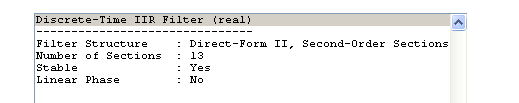 Discrete-Time IIR Filter (real)
-------------------------------
Filter Structure    : Direct-Form II, Second-Order Sections
Number of Sections  : 13
Stable              : Yes
Linear Phase        : No